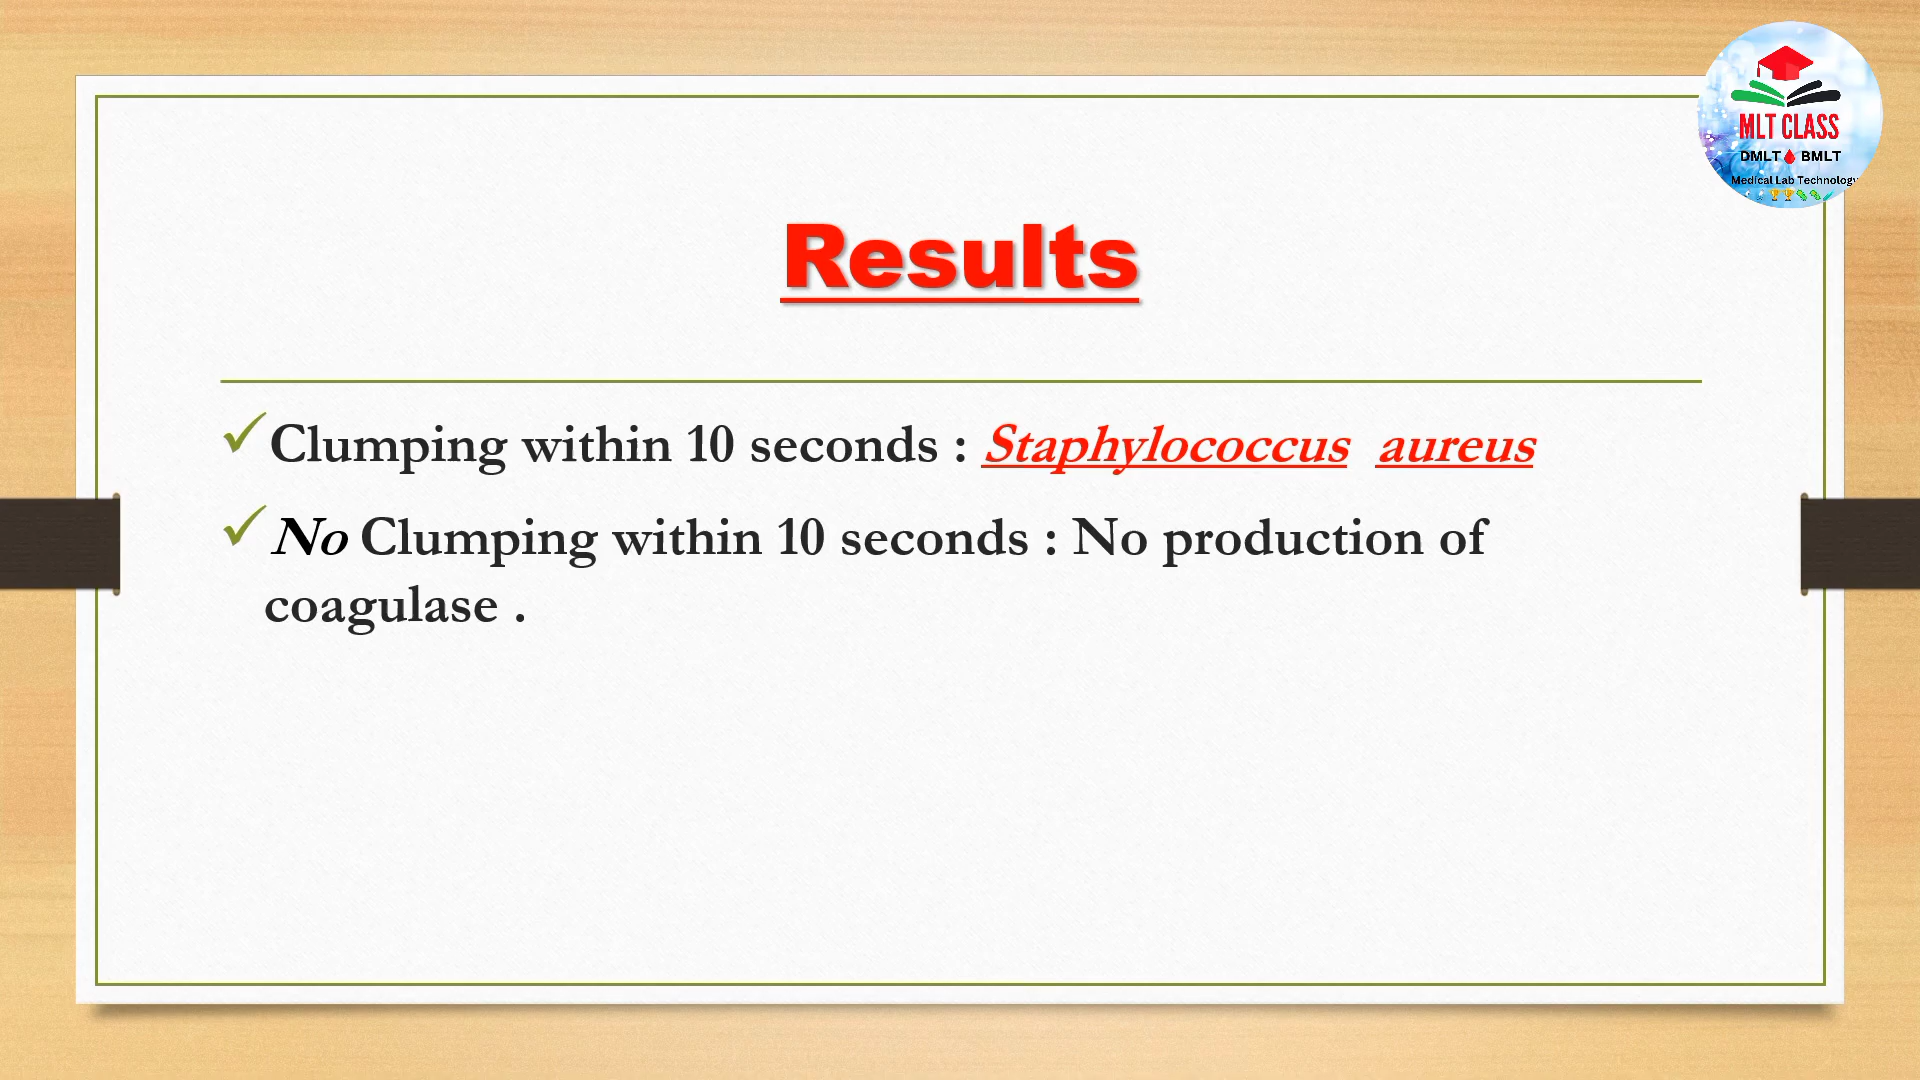 MLT CLASS
DMLT BMLT
Medical Lab Technology
Results
Clumping within 10 seconds : Staphylococcus aureus
No Clumping within 10 seconds : No production of
coagulase .